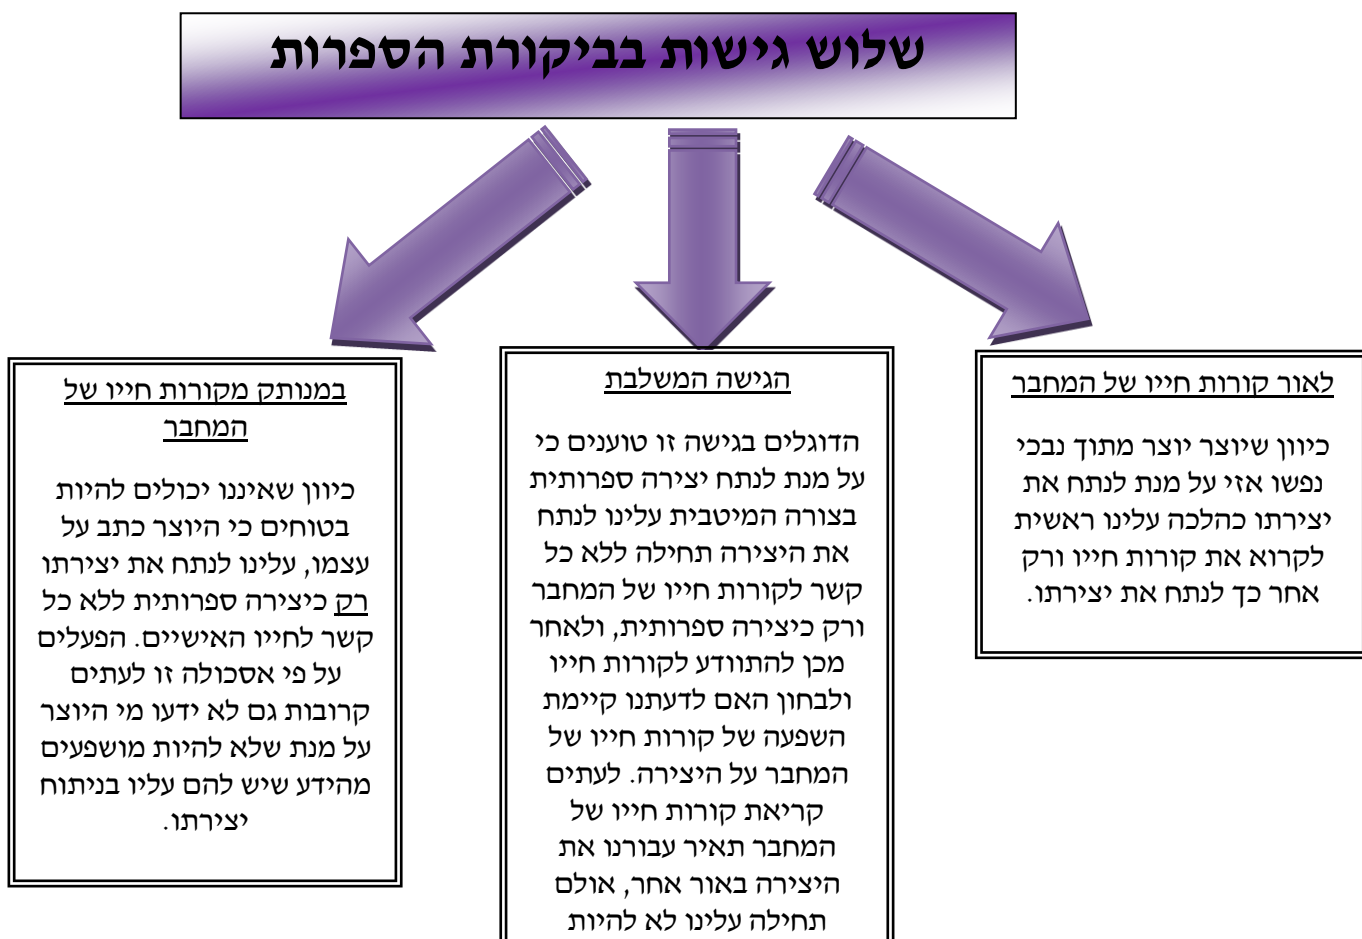 שלוש גישות בביקורת הספרות
לאור קורות חייו של המחבר
כיוון שיוצר יוצר מתוך נבכי
נפשו אזי על מנת לנתח את
יצירתו כהלכה עלינו ראשית
לקרוא את קורות חייו ורק
אחר כך לנתח את יצירתו.
הגישה המשלבת
הדוגלים בגישה זו טוענים כי
על מנת לנתח יצירה ספרותית
בצורה המיטבית עלינו לנתח
את היצירה תחילה ללא כל
קשר לקורות חייו של המחבר
ורק כיצירה ספרותית, ולאחר
מכן להתוודע לקורות חייו
ולבחון האם לדעתנו קיימת
השפעה של קורות חייו של
המחבר על היצירה. לעתים
קריאת קורות חייו של
המחבר תאיר עבורנו את
היצירה באור אחר, אולם
תחילה עלינו לא להיות
במנותק מקורות חייו של
המחבר
כיוון שאיננו יכולים להיות
בטוחים כי היוצר כתב על
עצמו, עלינו לנתח את יצירתו
רק כיצירה ספרותית ללא כל
קשר לחייו האישיים. הפעלים
על פי אסכולה זו לעתים
קרובות גם לא ידעו מי היוצר
על מנת שלא להיות מושפעים
מהידע שיש להם עליו בניתוח
יצירתו.